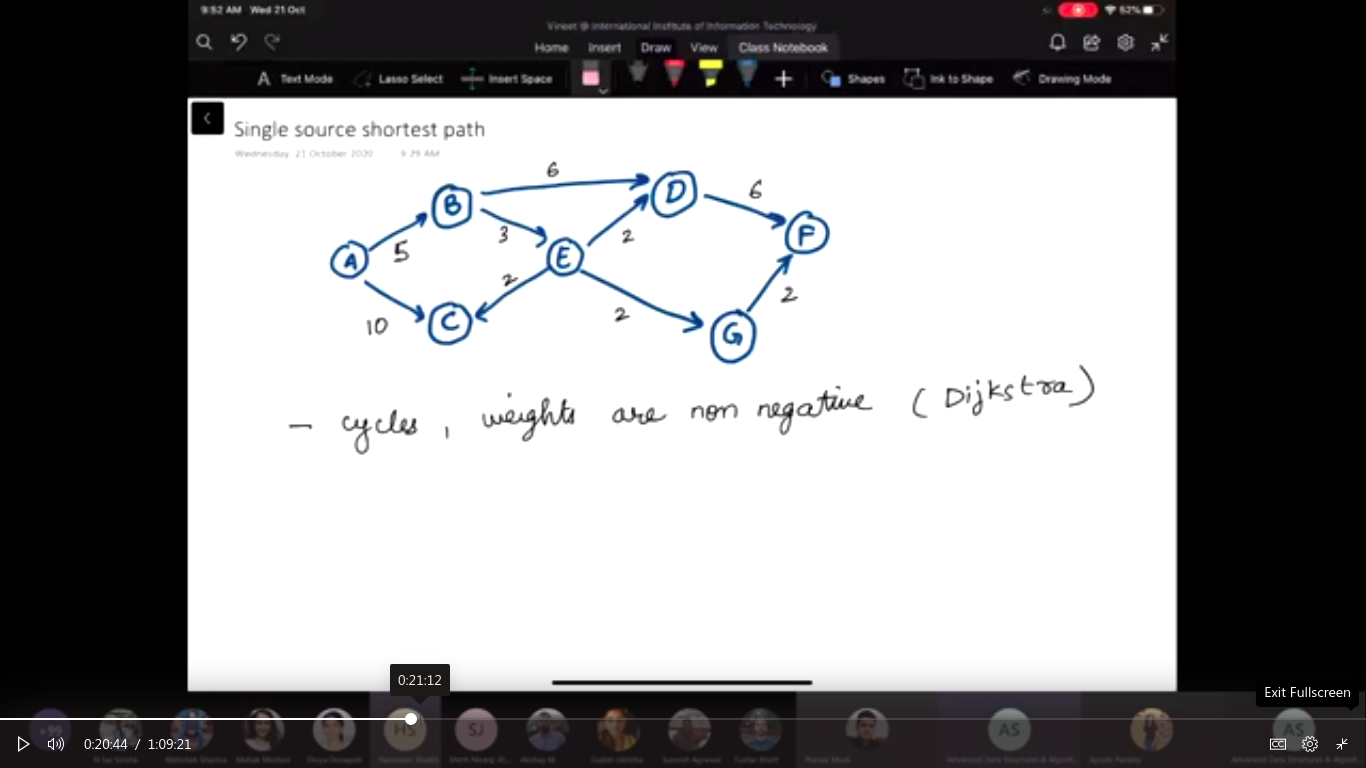 9:52 AM Wed 21 Oct
52%
Vineet @ International Institute of Information Technology
Home Insert Draw View Class Notebook
Text Mode Lasso Select Insert Space Shapes Ink to Shape Drawing Mode
Single source shortest path
Wednesday, 21 October 2020 9:29 AM
6
B D 6
5 3 2 F
A E
2
10 C 2 G 2
- cycles, weights are non negative (Dijkstra)
0:21:12
Exit Fullscreen
+99 HS SJ AS AS
0:20:44 / 1:09:21
CC